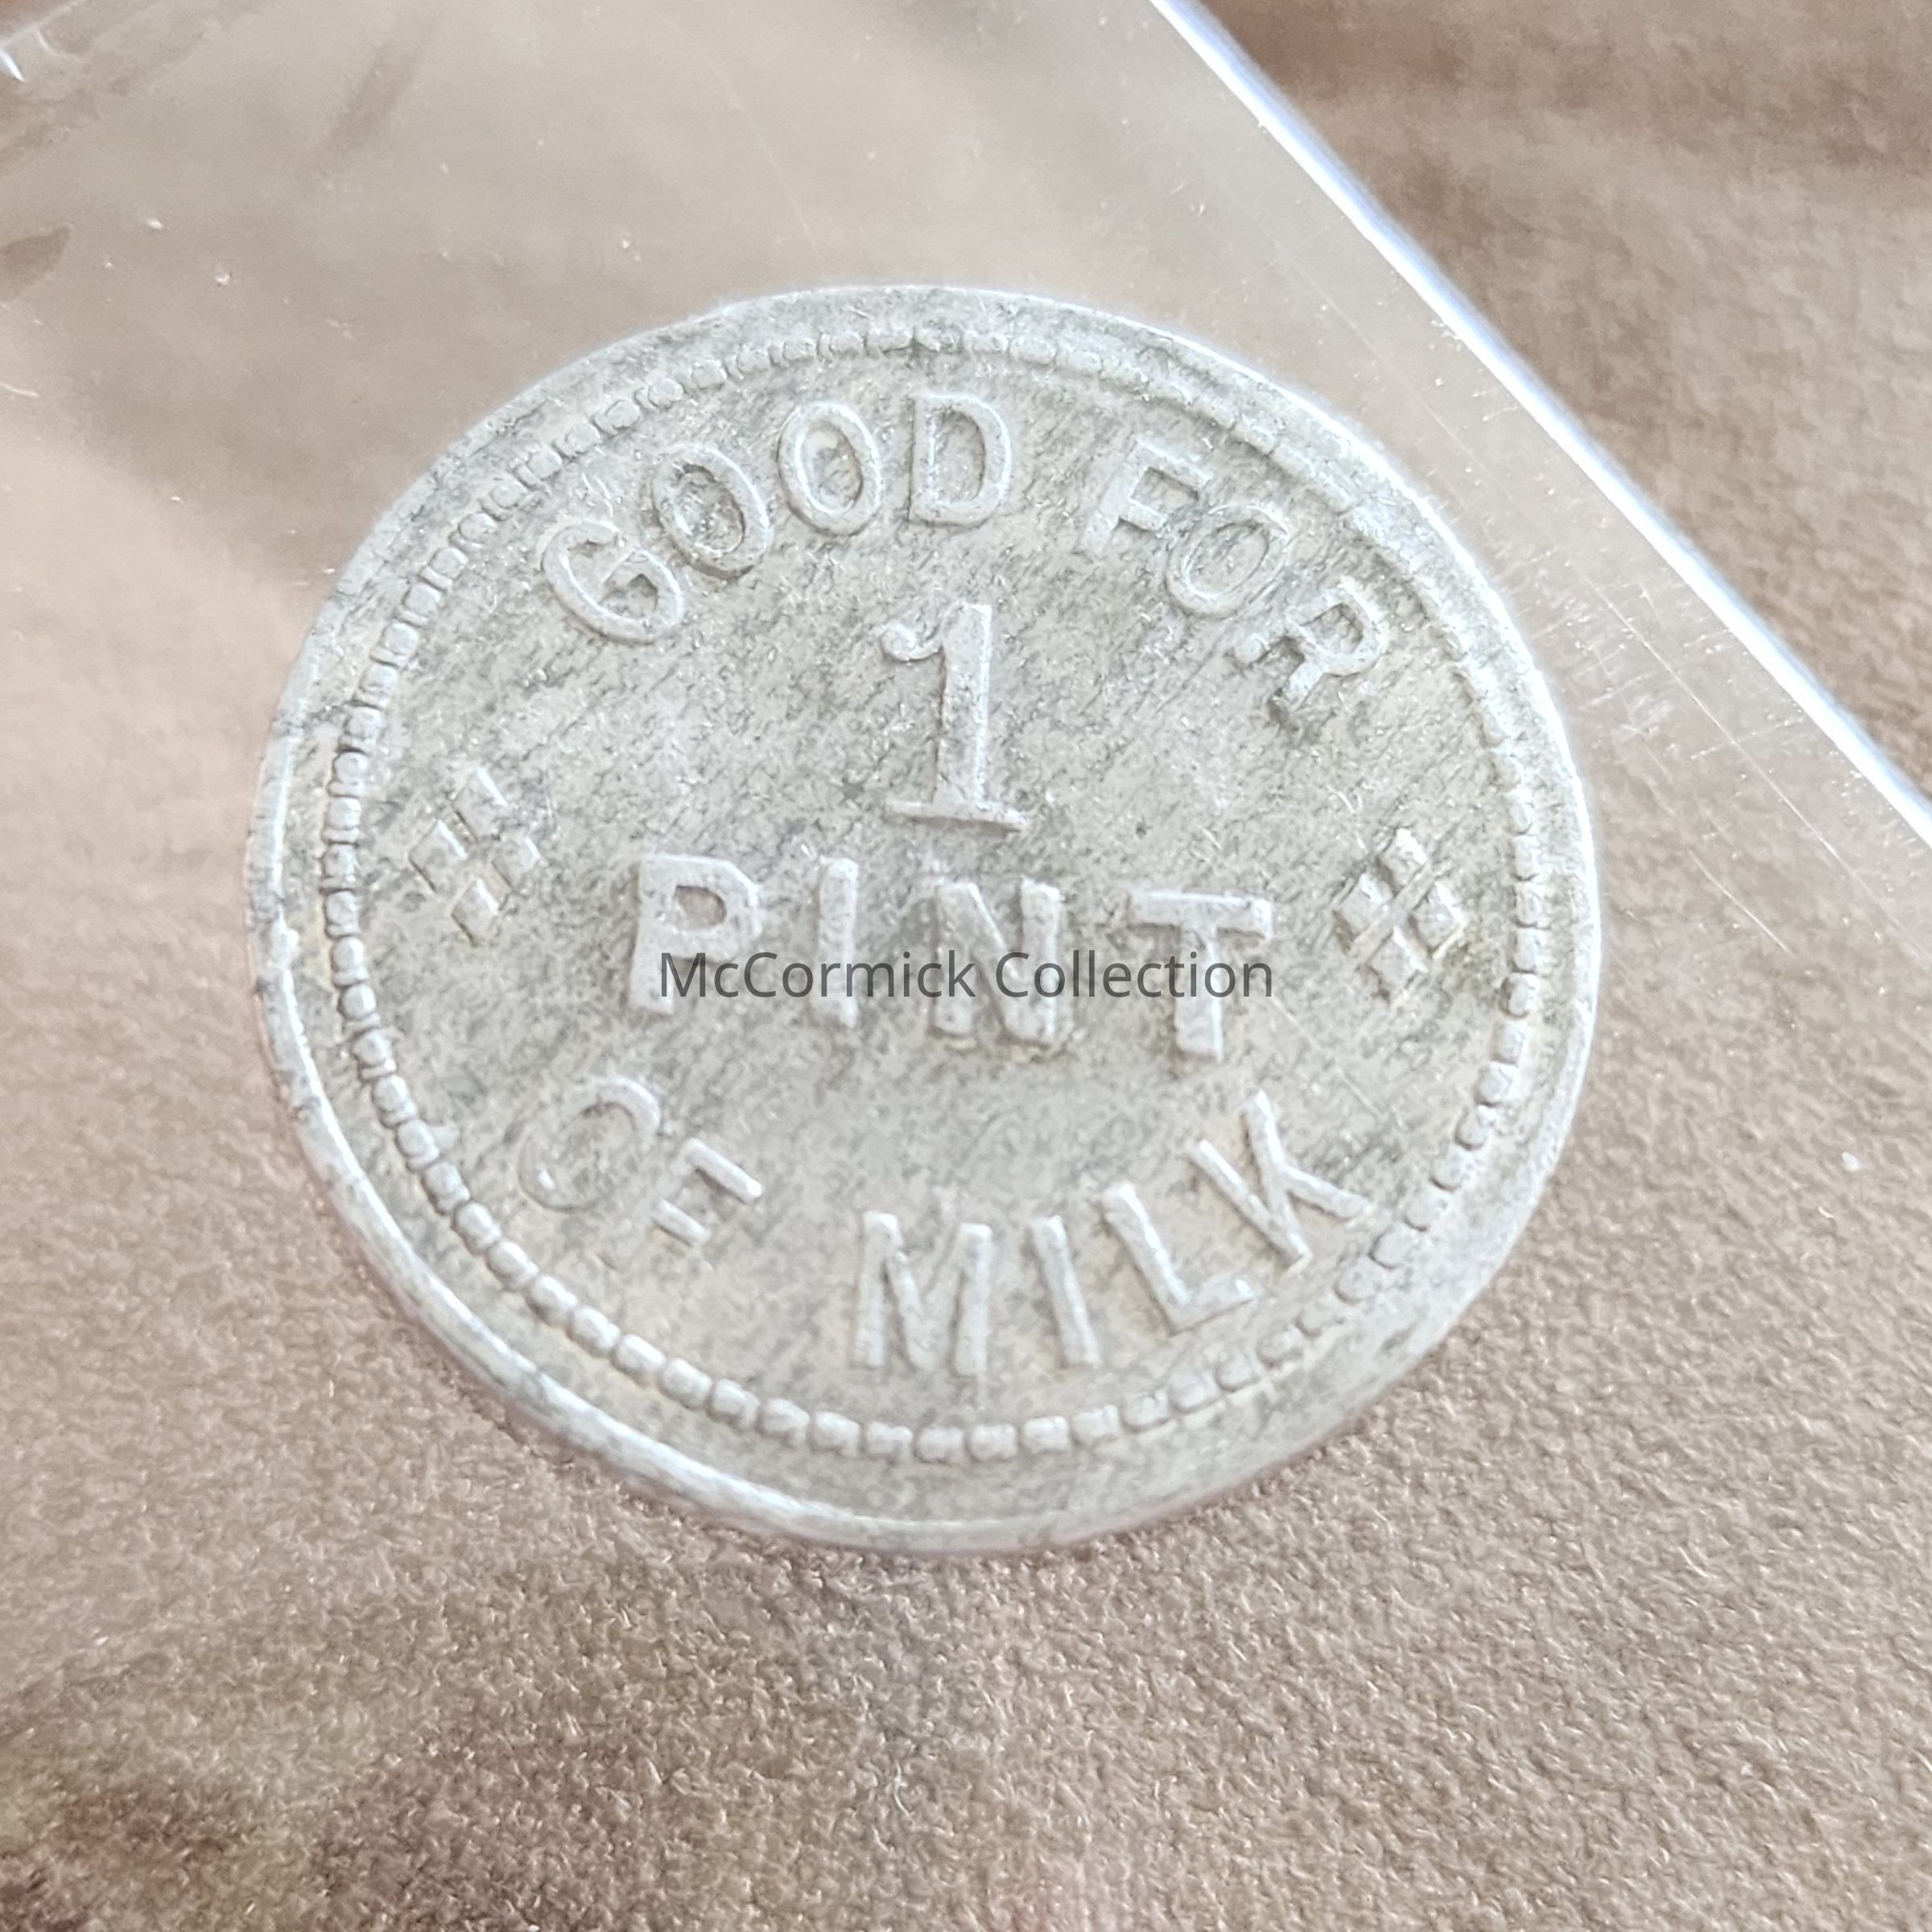 GOOD FOR
1
PINT
McCormick Collection
OF MILK